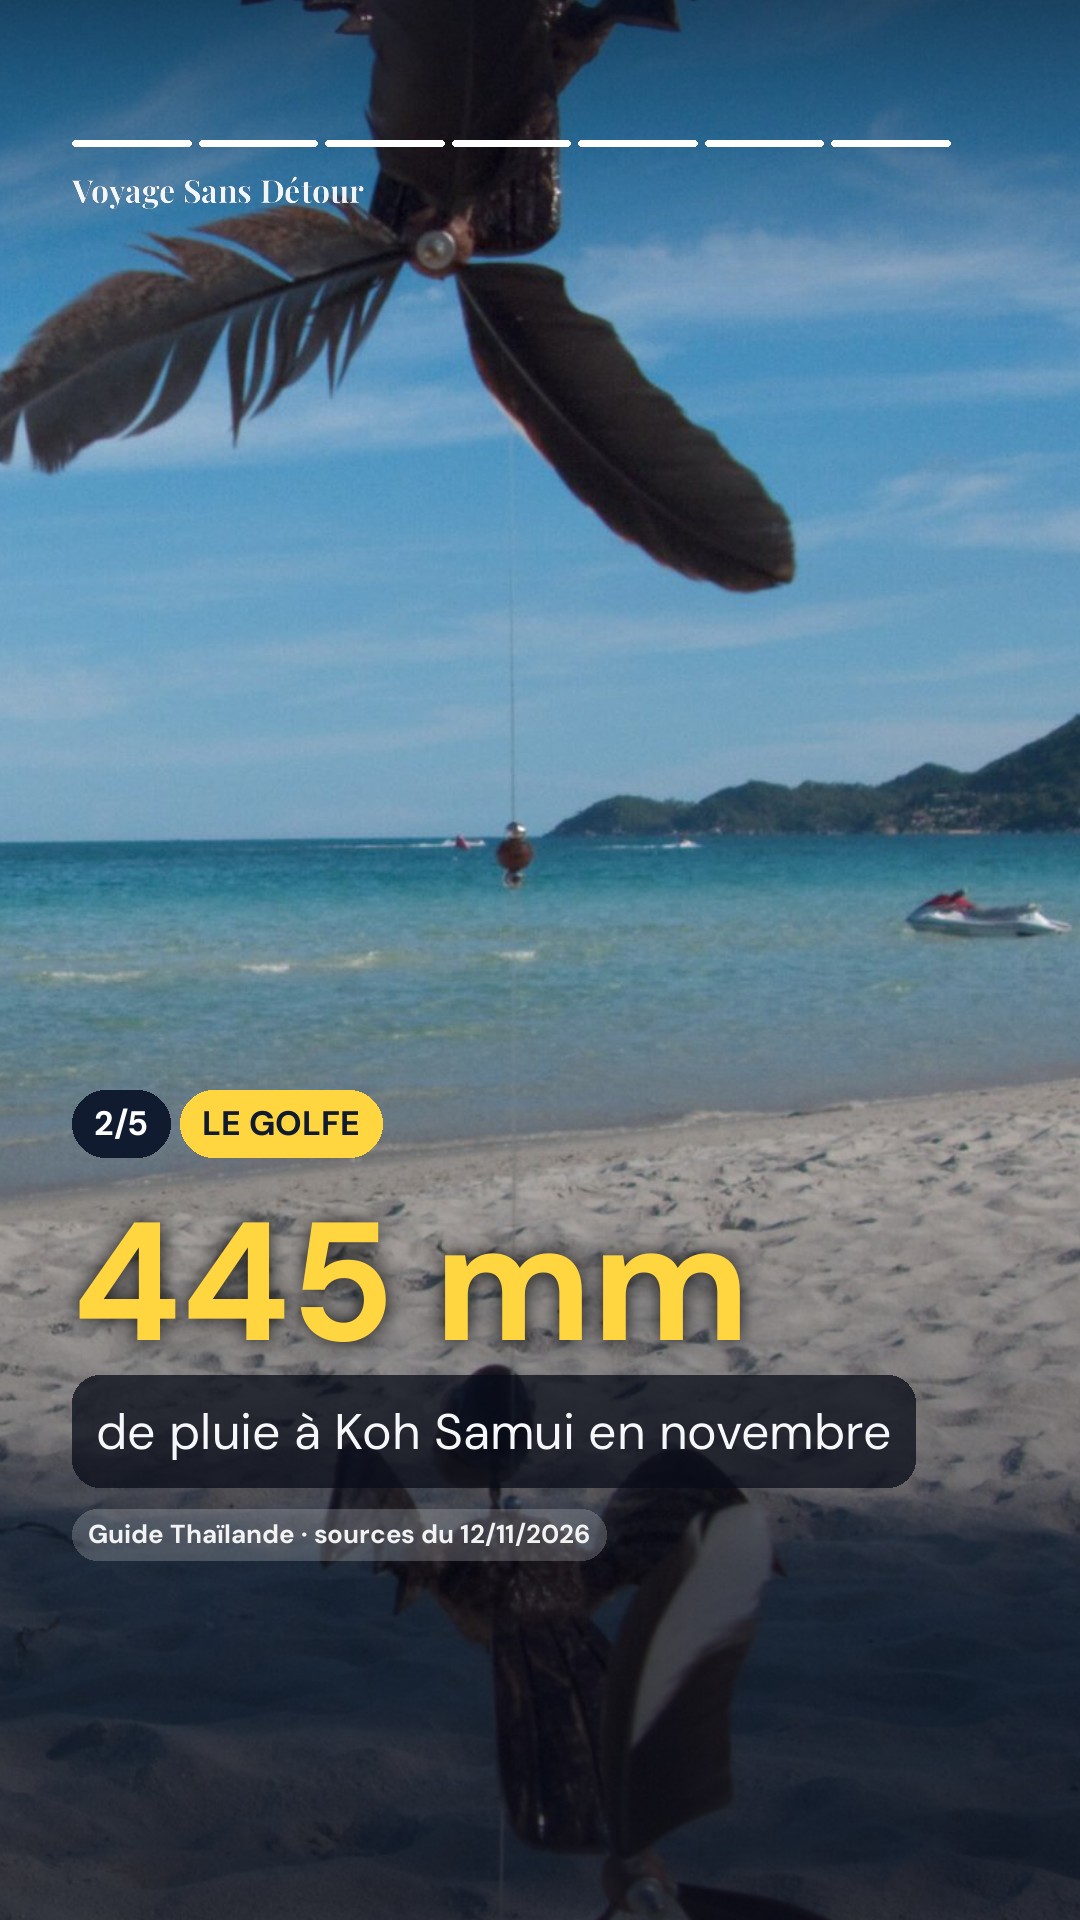 Voyage Sans Détour
2/5 LE GOLFE
445 mm
de pluie à Koh Samui en novembre
Guide Thaïlande · sources du 12/11/2026